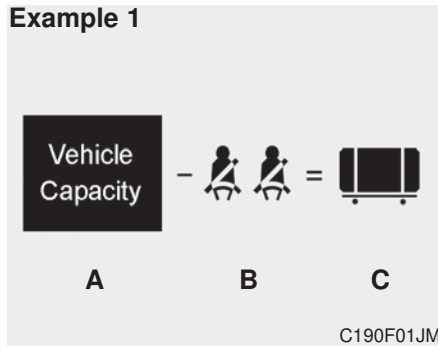 Example 1
Vehicle
Capacity
- =
A B C
C190F01JM